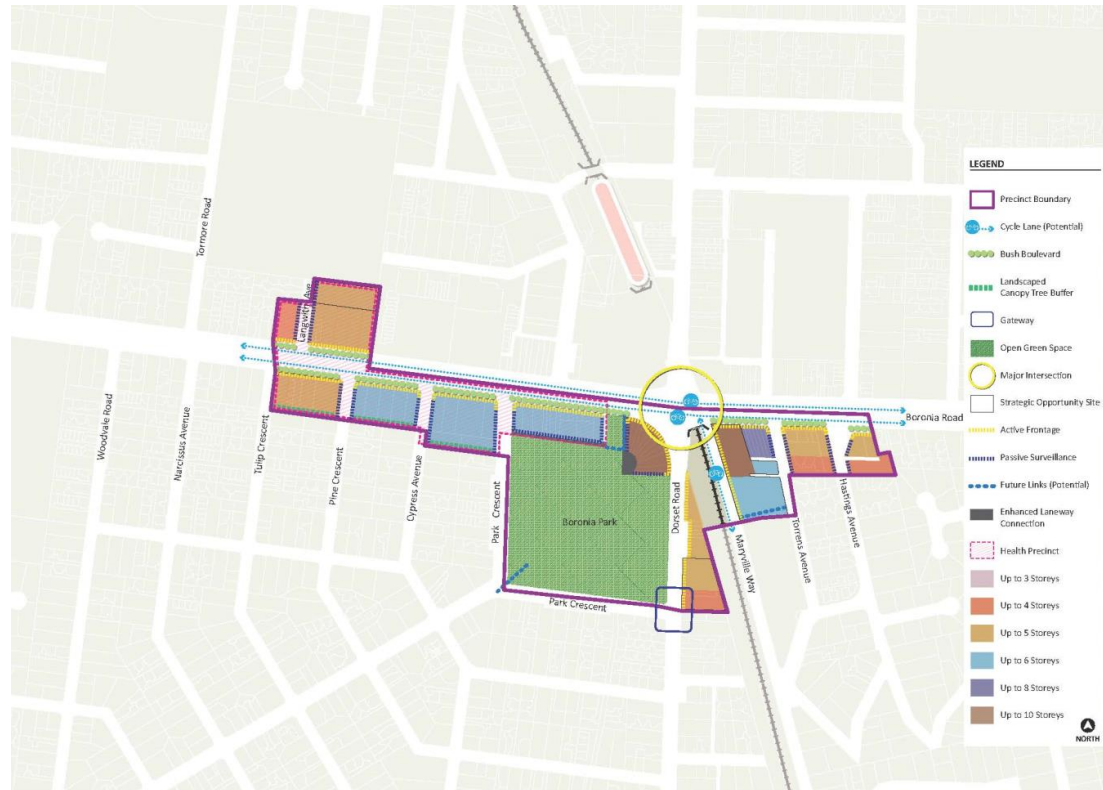 Tormore Road
Langwith Ave
Woodvale Road
Narcissus Avenue
Tulip Crescent
Pine Crescent
Cypress Avenue
Park Crescent
Boronia Park
Park Crescent
Dorset Road
Maryville Way
Torrens Avenue
Hastings Avenue
Boronia Road
LEGEND
Precinct Boundary
Cycle Lane (Potential)
Bush Boulevard
Landscaped
Canopy Tree Buffer
Gateway
Open Green Space
Major Intersection
Strategic Opportunity Site
Active Frontage
Passive Surveillance
Future Links (Potential)
Enhanced Laneway
Connection
Health Precinct
Up to 3 Storeys
Up to 4 Storeys
Up to 5 Storeys
Up to 6 Storeys
Up to 8 Storeys
Up to 10 Storeys
NORTH